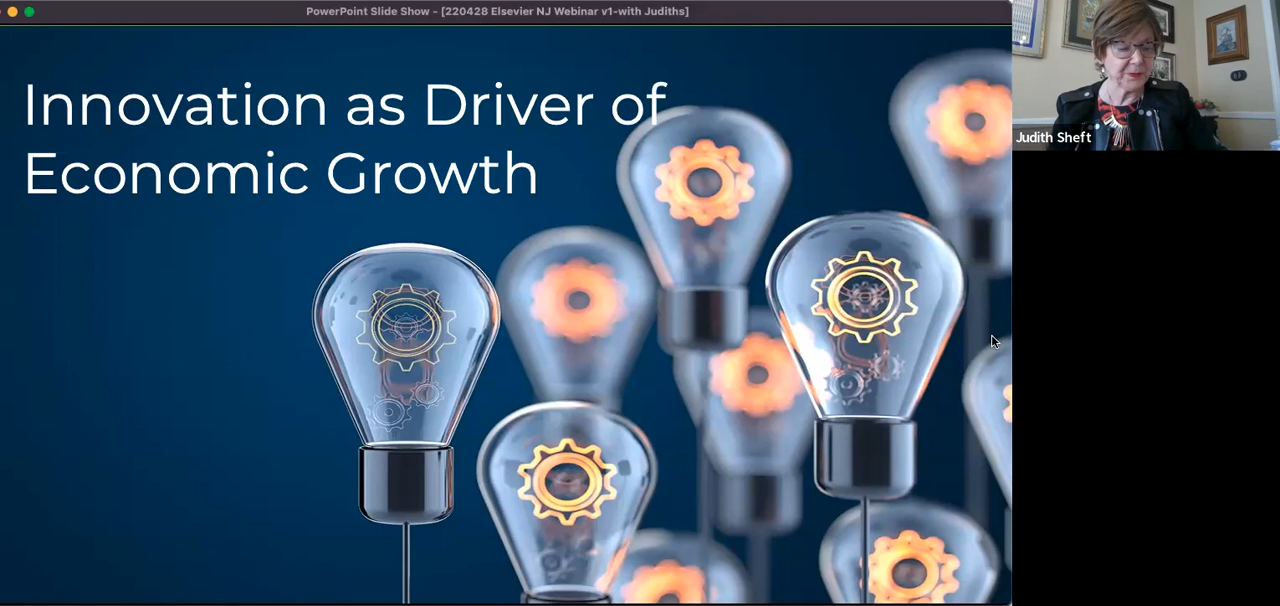 PowerPoint Slide Show - [220428 Elsevier NJ Webinar v1-with Judiths]
Innovation as Driver of
Economic Growth
Judith Sheft